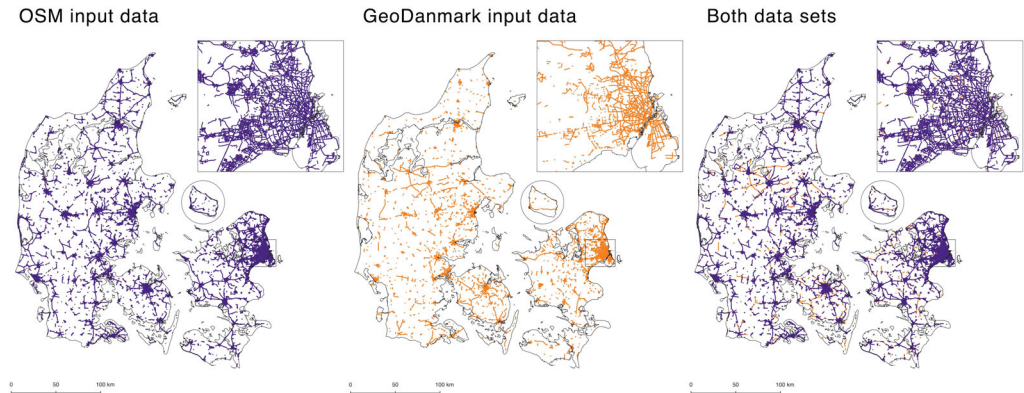 OSM input data
GeoDanmark input data
Both data sets
0 50 100 km
0 50 100 km
0 50 100 km